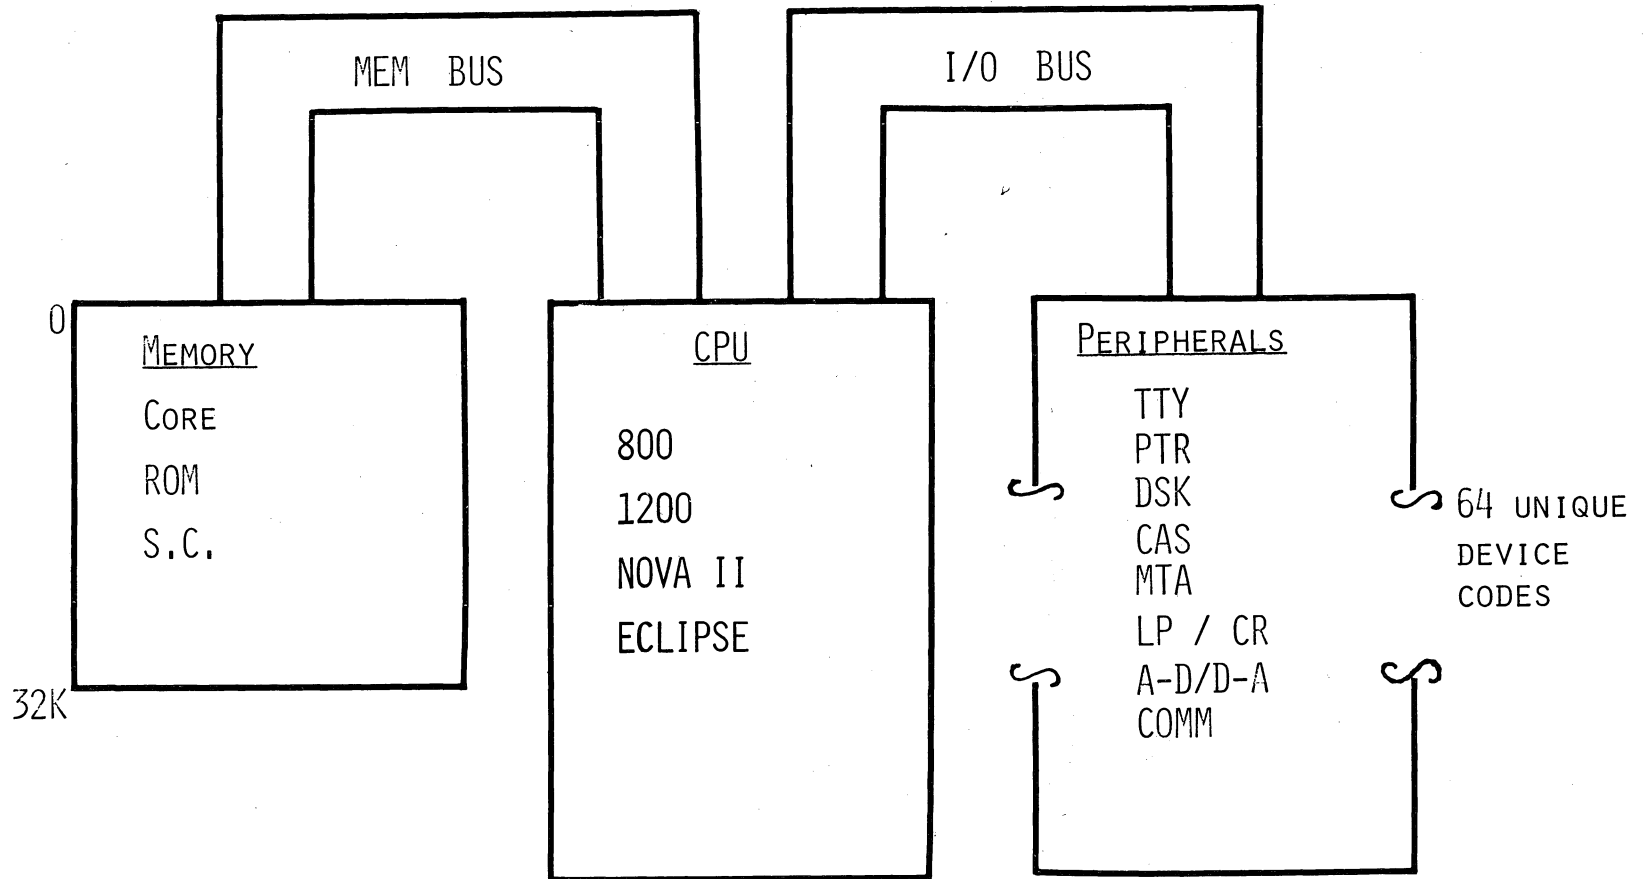 MEM BUS
I/O BUS
0
MEMORY
CORE
ROM
S.C.
32K
CPU
800
1200
NOVA II
ECLIPSE
PERIPHERALS
TTY
PTR
DSK
CAS
MTA
LP / CR
A-D/D-A
COMM
64 UNIQUE
DEVICE
CODES